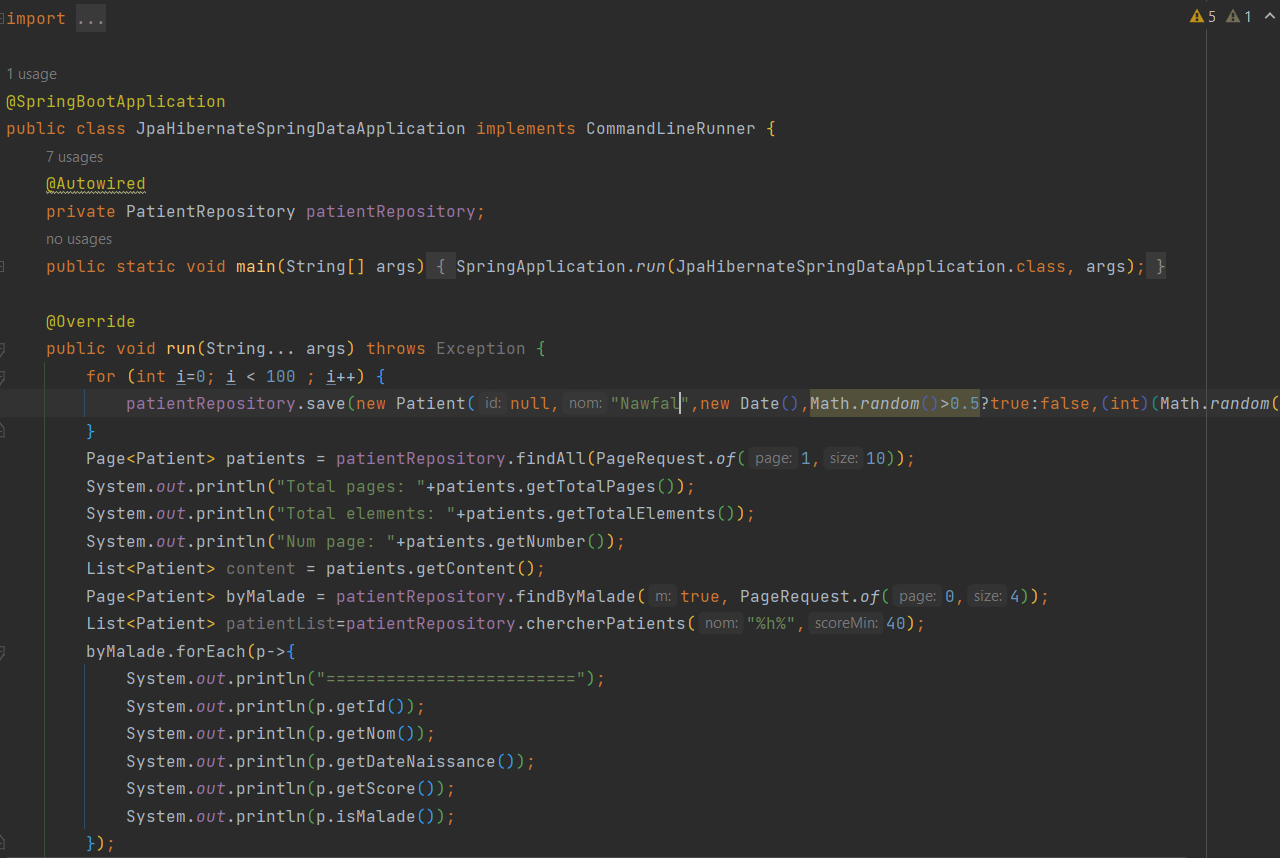 import ...
5 1
1 usage
@SpringBootApplication
public class JpaHibernateSpringDataApplication implements CommandLineRunner {
7 usages
@Autowired
private PatientRepository patientRepository;
no usages
public static void main(String[] args) { SpringApplication.run(JpaHibernateSpringDataApplication.class, args); }
@Override
public void run(String... args) throws Exception {
for (int i=0; i < 100 ; i++) {
patientRepository.save(new Patient( id: null, nom: "Nawfal",new Date(),Math.random()>0.5?true:false,(int)(Math.random(
}
Page<Patient> patients = patientRepository.findAll(PageRequest.of( page: 1, size: 10));
System.out.println("Total pages: "+patients.getTotalPages());
System.out.println("Total elements: "+patients.getTotalElements());
System.out.println("Num page: "+patients.getNumber());
List<Patient> content = patients.getContent();
Page<Patient> byMalade = patientRepository.findByMalade( m: true, PageRequest.of( page: 0, size: 4));
List<Patient> patientList=patientRepository.chercherPatients( nom: "%h%", scoreMin: 40);
byMalade.forEach(p->{
System.out.println("=========================");
System.out.println(p.getId());
System.out.println(p.getNom());
System.out.println(p.getDateNaissance());
System.out.println(p.getScore());
System.out.println(p.isMalade());
});